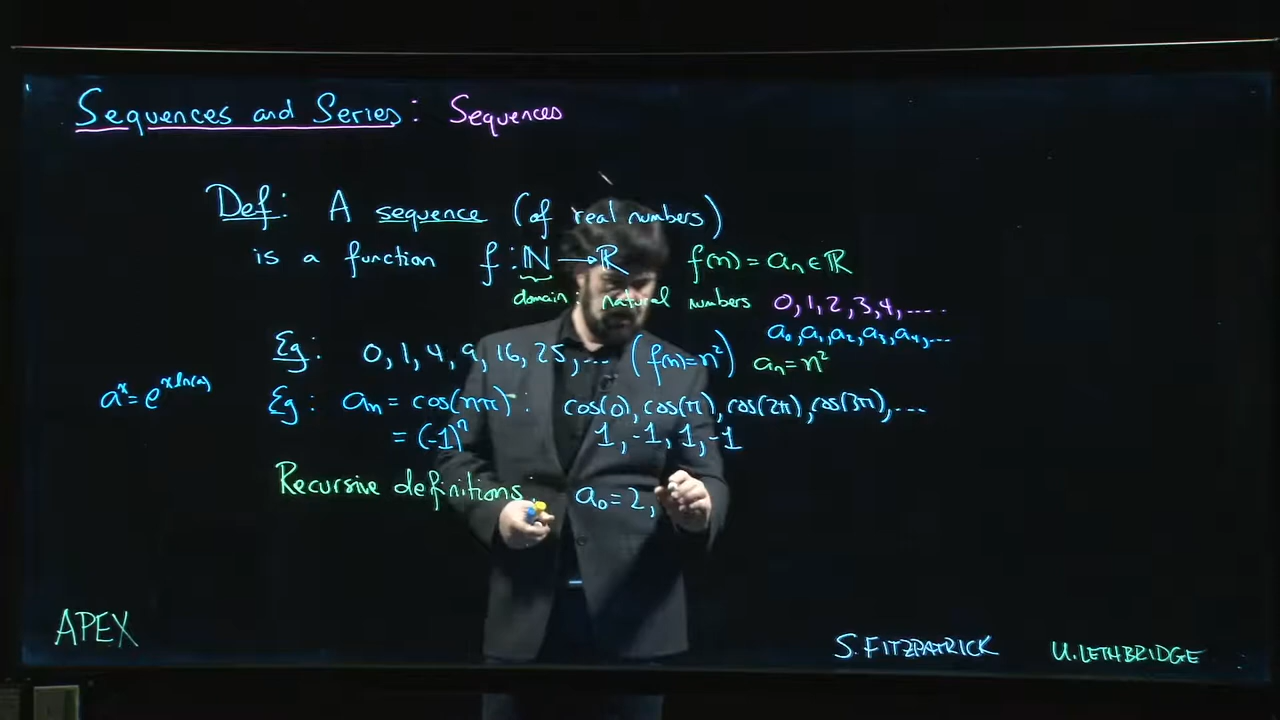 Sequences and Series: Sequences
Def: A sequence (of real numbers)
is a function f: ℕ → ℝ f(n) = aₙ ∈ ℝ
domain: natural numbers 0, 1, 2, 3, 4, ....
a₀, a₁, a₂, a₃, a₄, ...
Eg: 0, 1, 4, 9, 16, 25, ... (f(n) = n²) aₙ = n²
aˣ = e^(x ln(a))
Eg: aₙ = cos(nπ): cos(0), cos(π), cos(2π), cos(3π), ...
= (-1)ⁿ 1, -1, 1, -1
Recursive definitions: a₀ = 2,
APEX
S. FITZPATRICK U. LETHBRIDGE